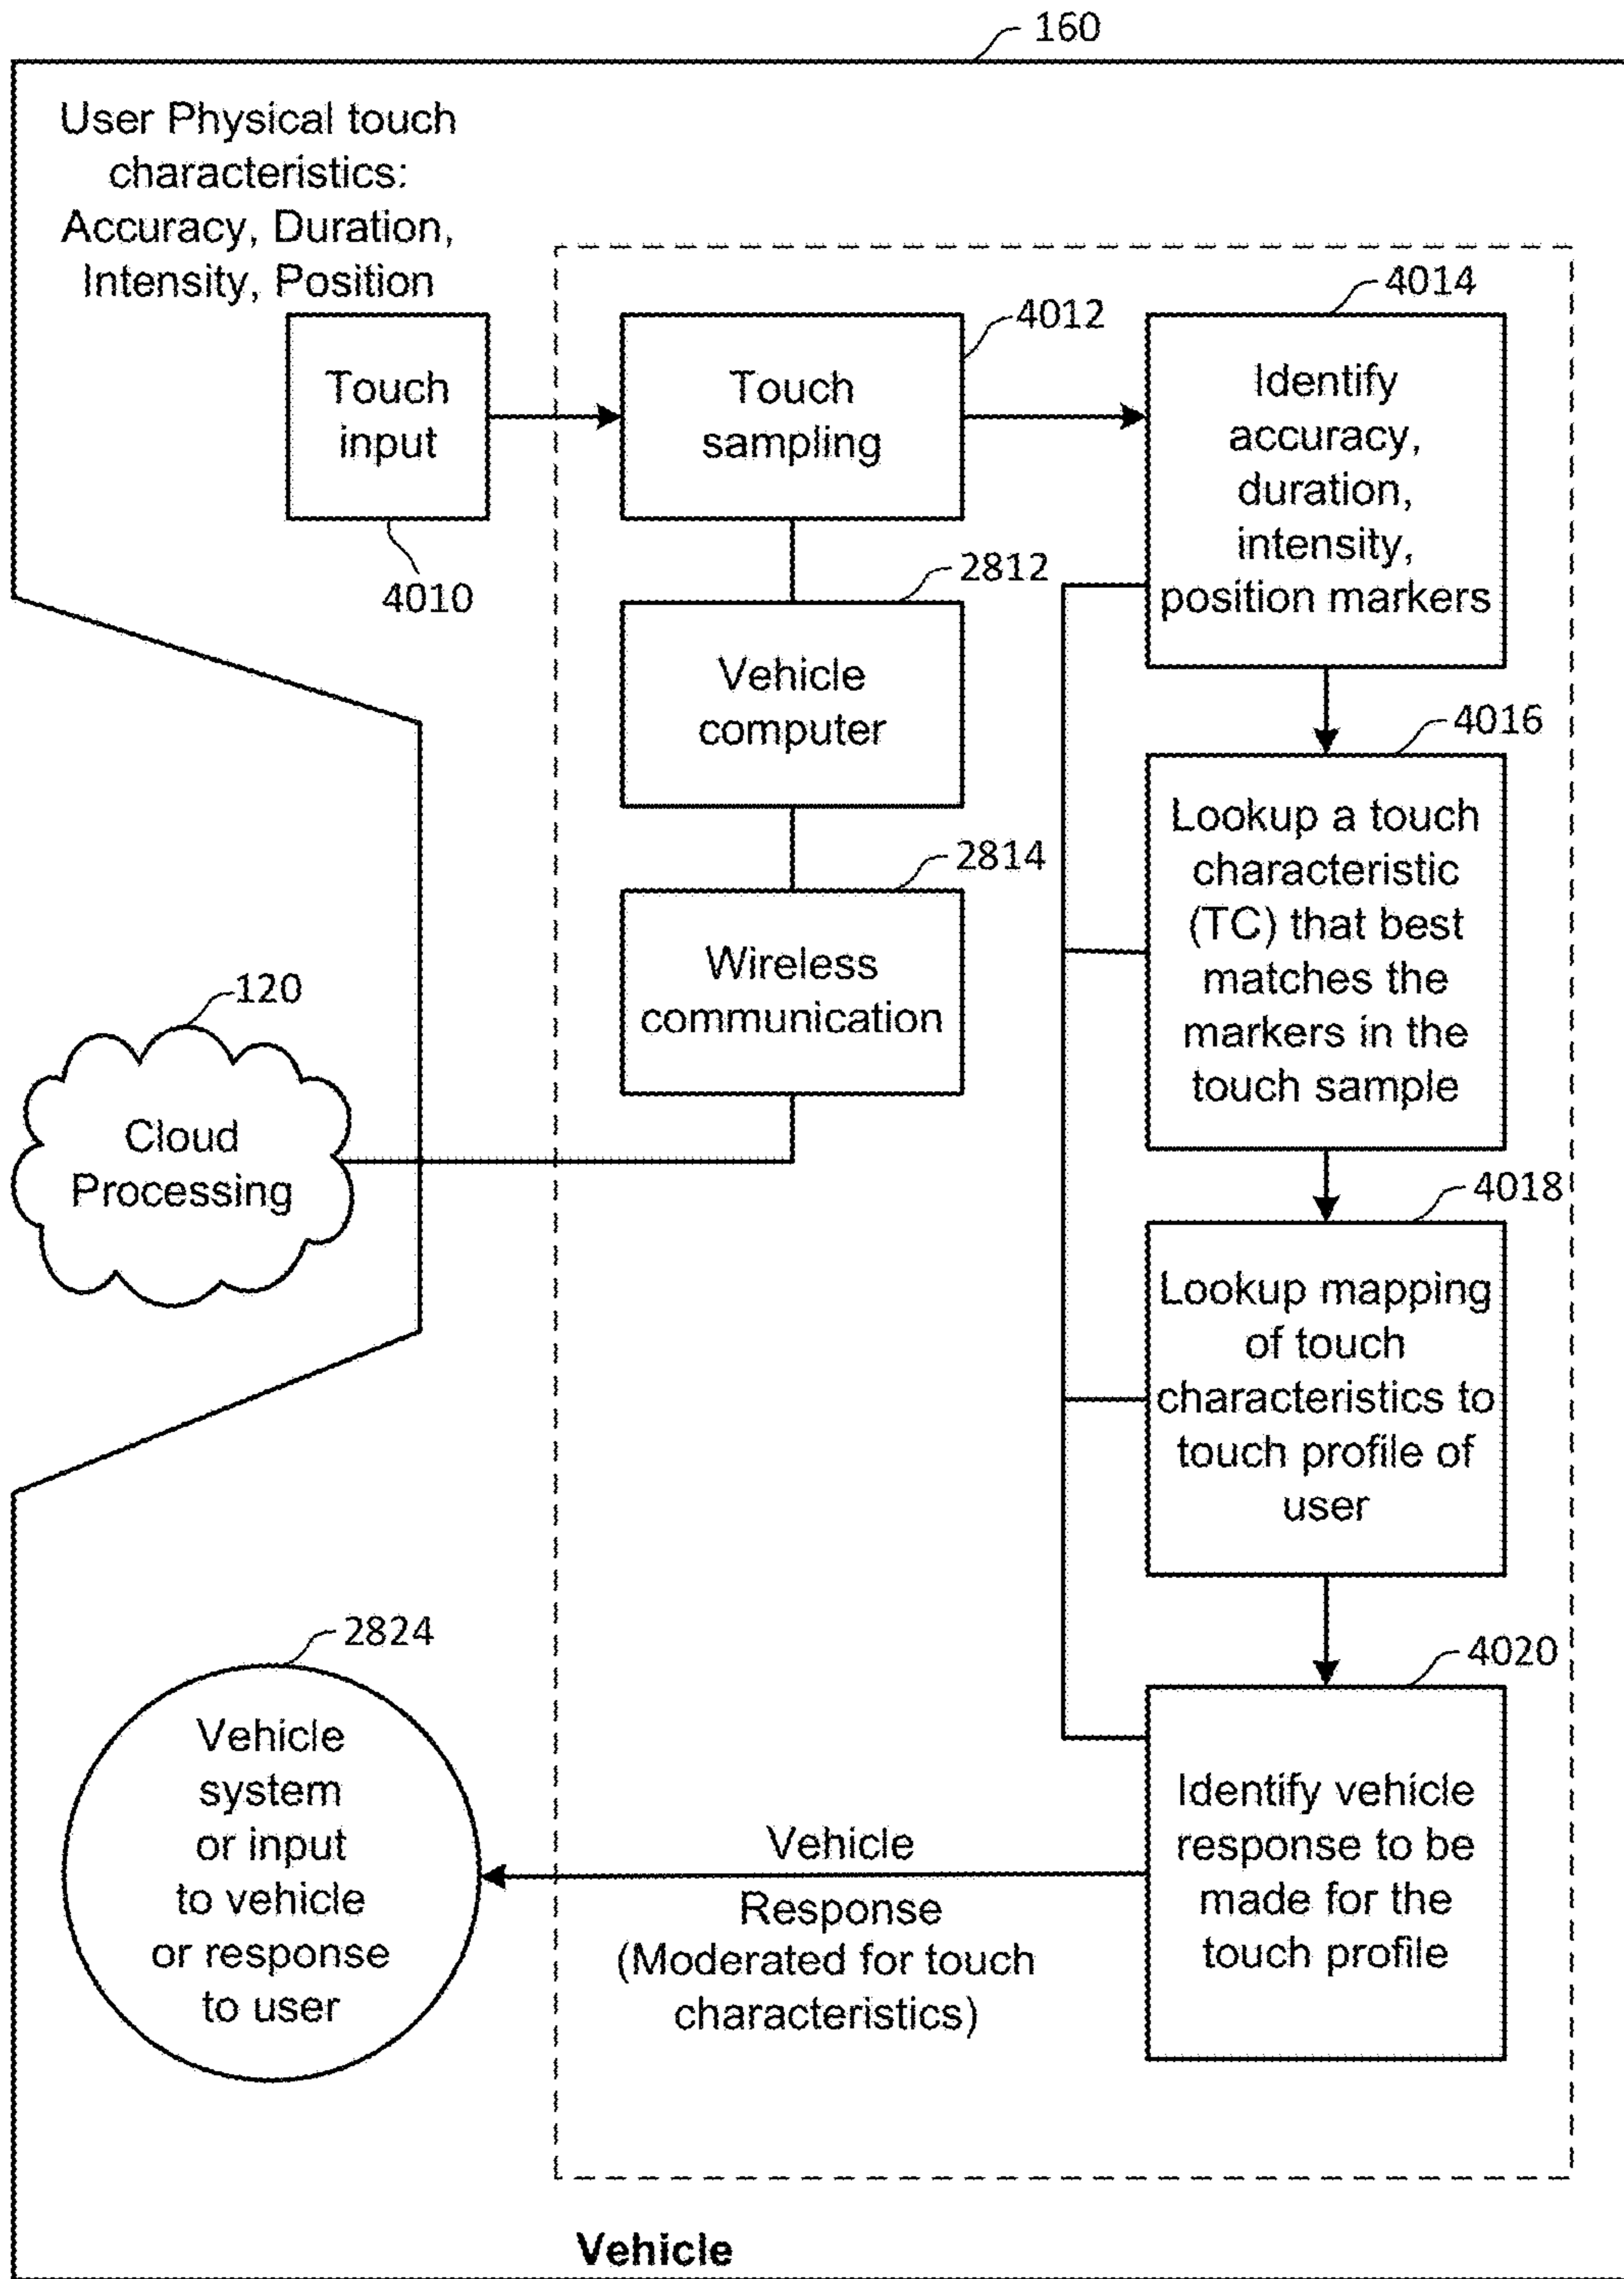 160
User Physical touch
characteristics:
Accuracy, Duration,
Intensity, Position
Touch
input
4010
Touch
sampling
4012
Identify
accuracy,
duration,
intensity,
position markers
4014
Vehicle
computer
2812
Wireless
communication
2814
Cloud
Processing
120
Lookup a touch
characteristic
(TC) that best
matches the
markers in the
touch sample
4016
Lookup mapping
of touch
characteristics to
touch profile of
user
4018
Identify vehicle
response to be
made for the
touch profile
4020
Vehicle
Response
(Moderated for touch
characteristics)
Vehicle
system
or input
to vehicle
or response
to user
2824
Vehicle